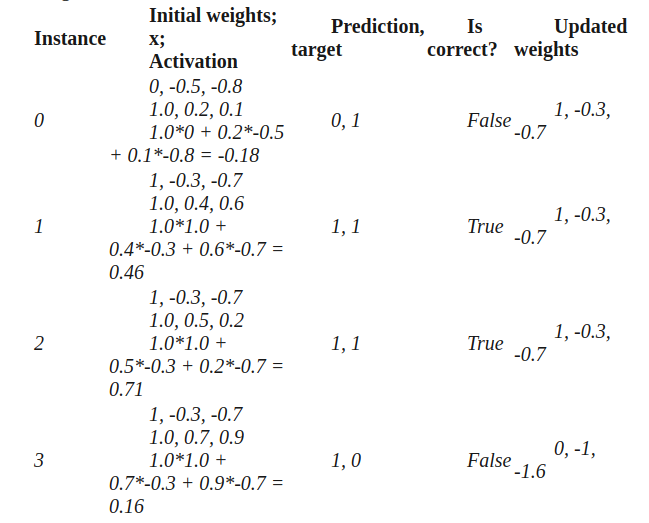 Instance Initial weights; x; Activation Prediction, target Is correct? Updated weights
0
0, -0.5, -0.8
1.0, 0.2, 0.1
1.0*0 + 0.2*-0.5
+ 0.1*-0.8 = -0.18
0, 1
False
1, -0.3,
-0.7
1
1, -0.3, -0.7
1.0, 0.4, 0.6
1.0*1.0 +
0.4*-0.3 + 0.6*-0.7 =
0.46
1, 1
True
1, -0.3,
-0.7
2
1, -0.3, -0.7
1.0, 0.5, 0.2
1.0*1.0 +
0.5*-0.3 + 0.2*-0.7 =
0.71
1, 1
True
1, -0.3,
-0.7
3
1, -0.3, -0.7
1.0, 0.7, 0.9
1.0*1.0 +
0.7*-0.3 + 0.9*-0.7 =
0.16
1, 0
False
0, -1,
-1.6